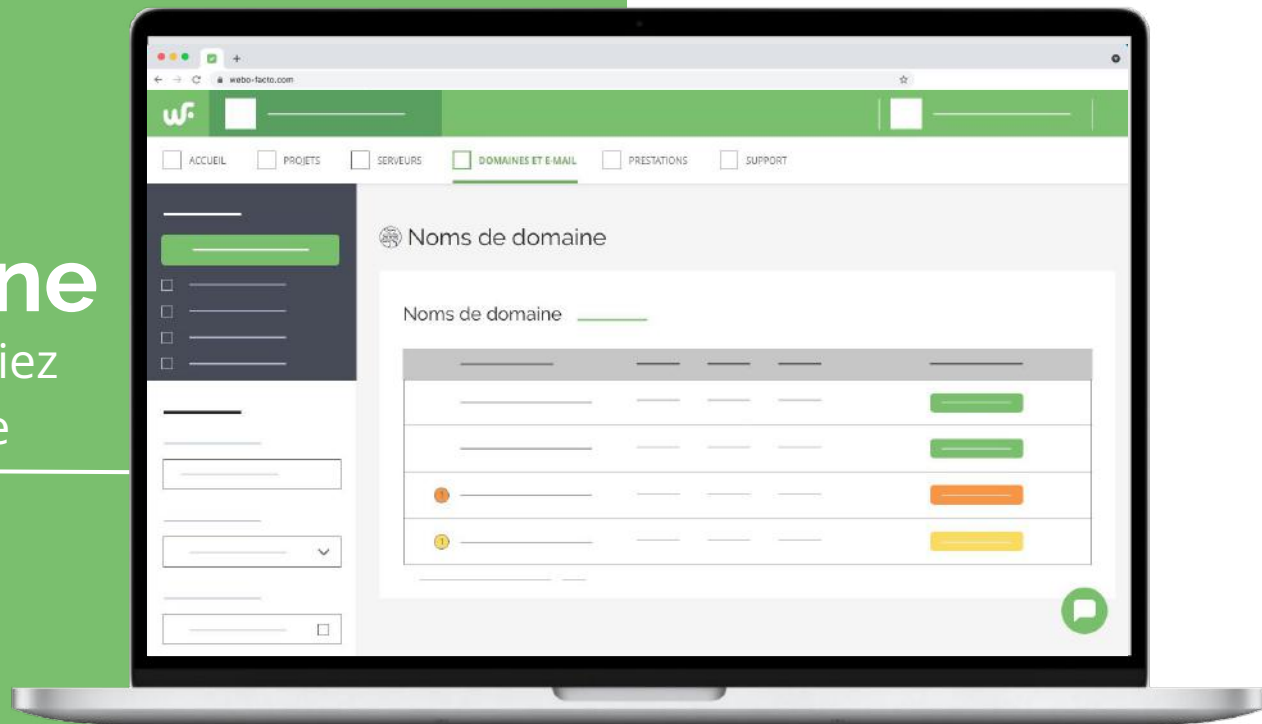 webo-facto.com
wf.
ACCUEIL PROJETS SERVEURS DOMAINES ET E-MAIL PRESTATIONS SUPPORT
Noms de domaine
Noms de domaine
ne
iez
e